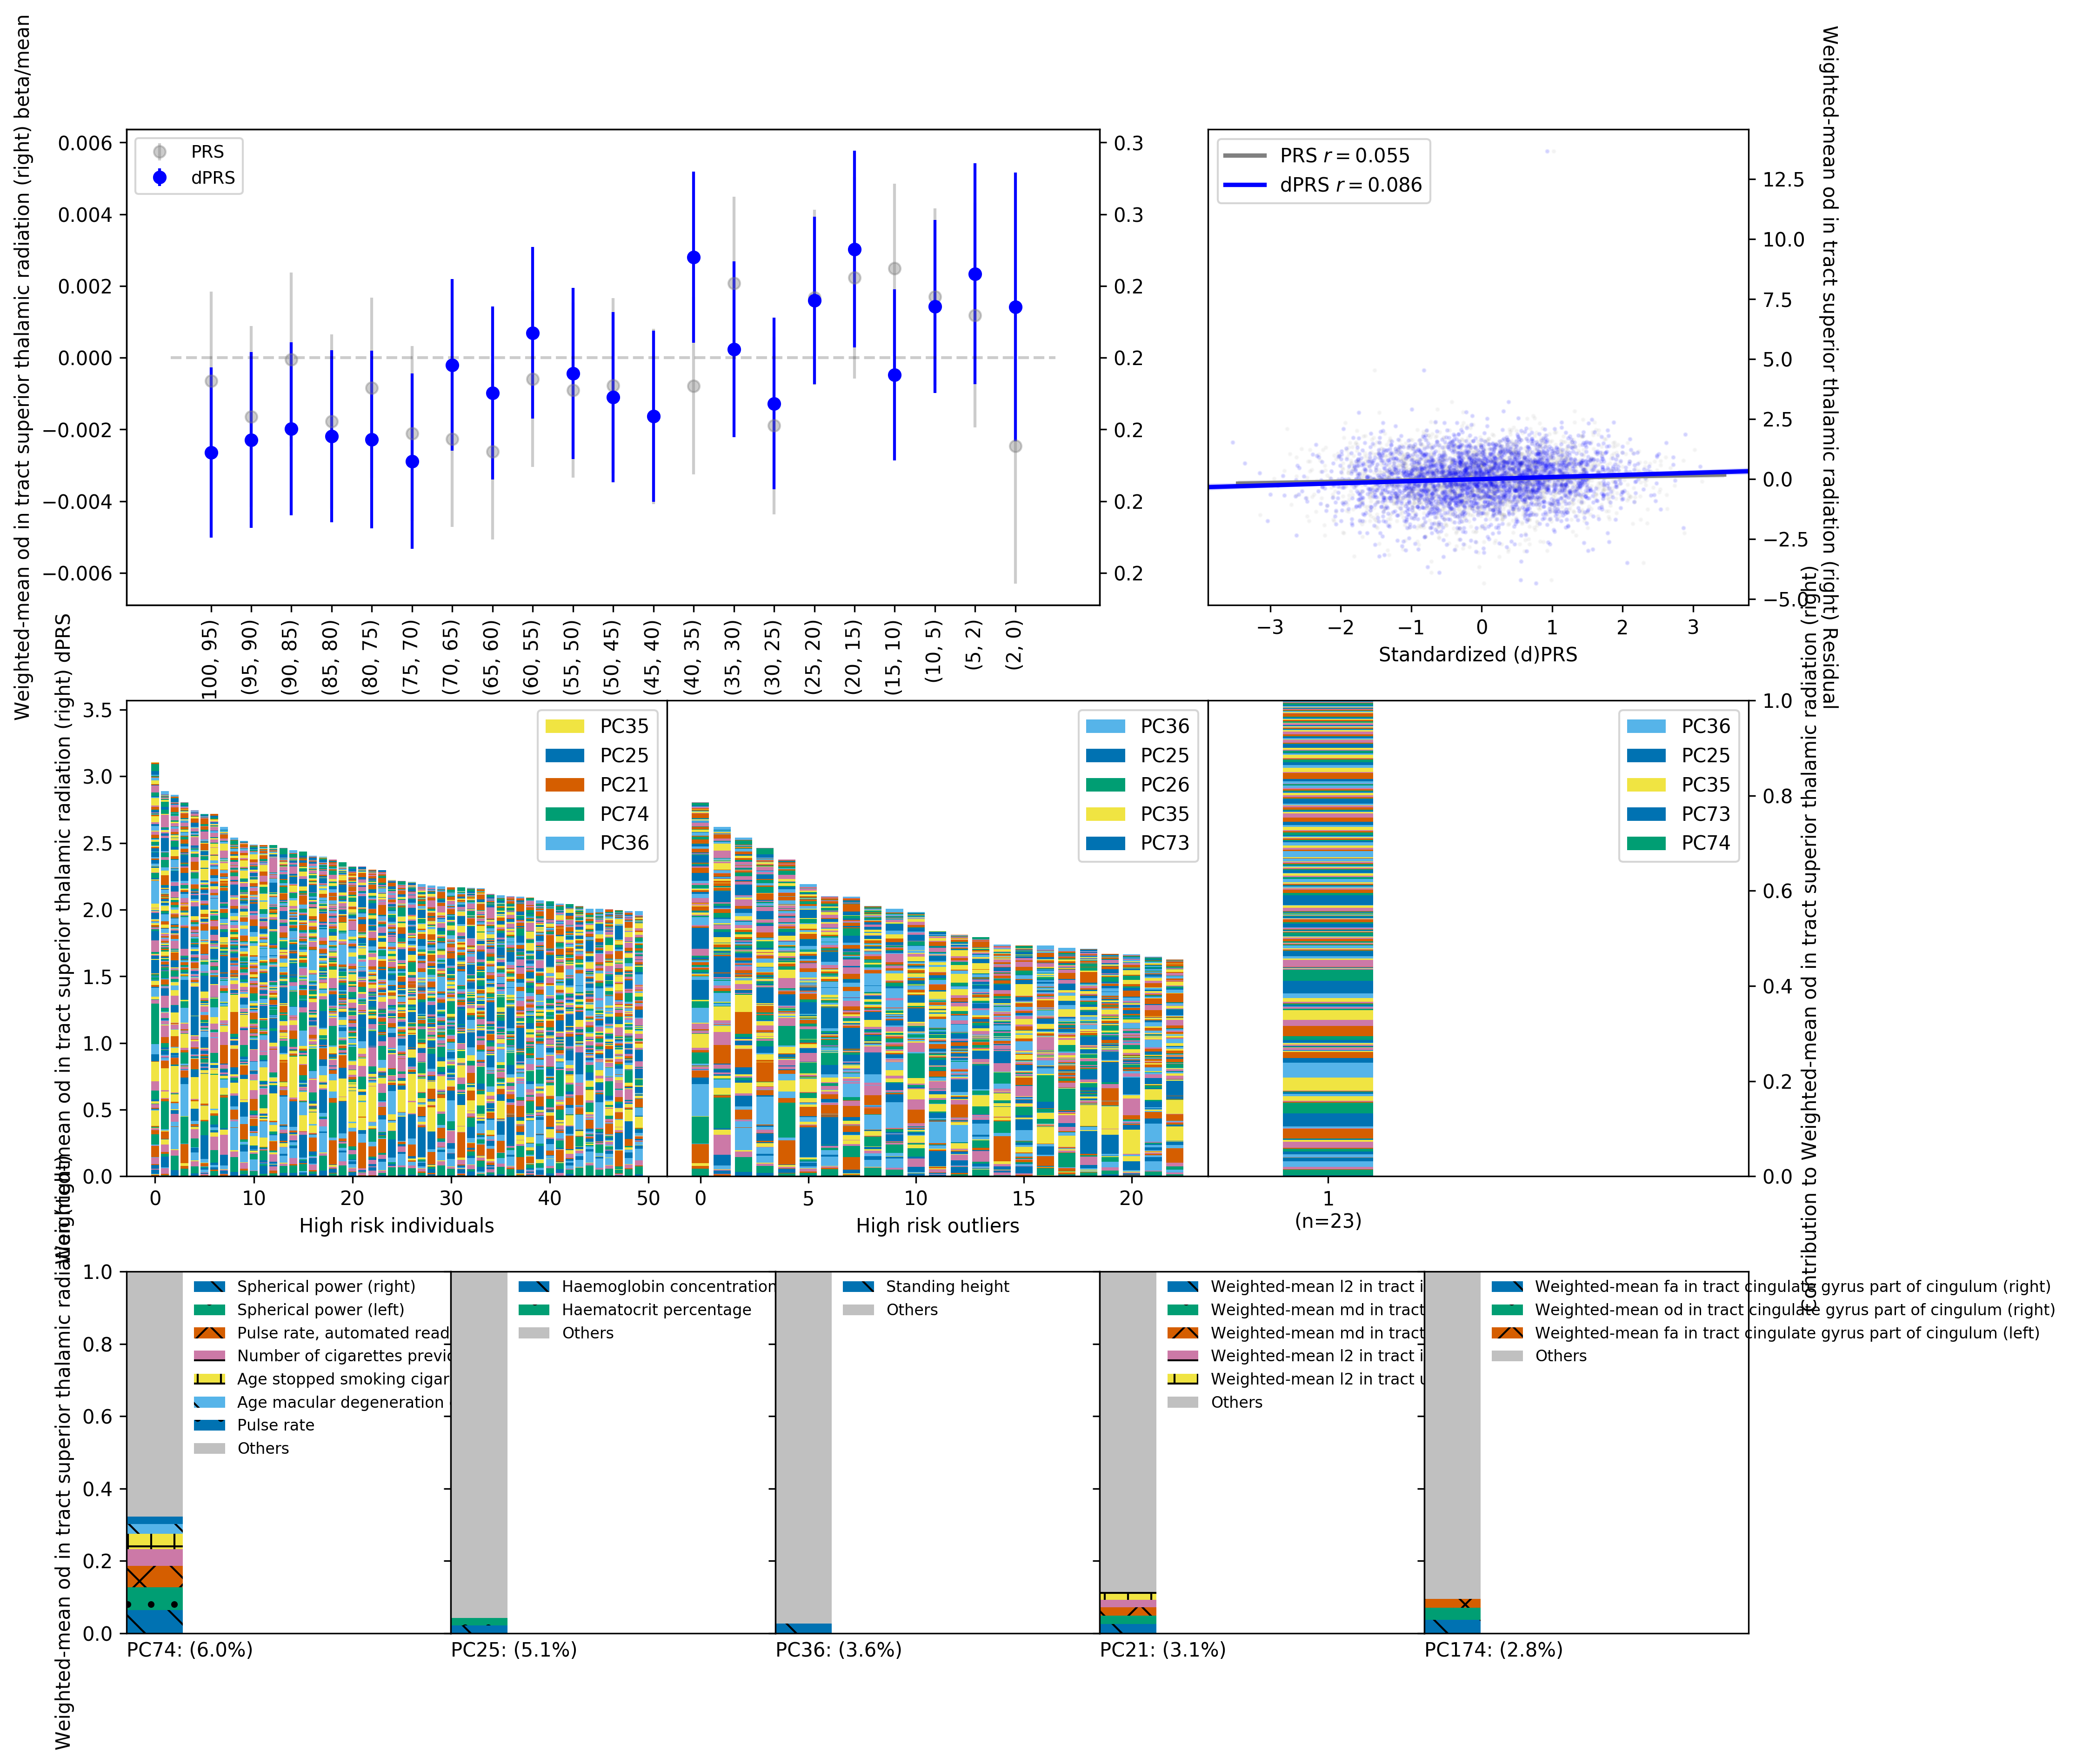 Weighted-mean od in tract superior thalamic radiation (right) beta/mean
0.006
0.004
0.002
0.000
−0.002
−0.004
−0.006
PRS
dPRS
0.3
0.3
0.2
0.2
0.2
0.2
0.2
100, 95)
(95, 90)
(90, 85)
(85, 80)
(80, 75)
(75, 70)
(70, 65)
(65, 60)
(60, 55)
(55, 50)
(50, 45)
(45, 40)
(40, 35)
(35, 30)
(30, 25)
(25, 20)
(20, 15)
(15, 10)
(10, 5)
(5, 2)
(2, 0)
PRS r = 0.055
dPRS r = 0.086
12.5
10.0
7.5
5.0
2.5
0.0
−2.5
−5.0
−3
−2
−1
0
1
2
3
Standardized (d)PRS
Weighted-mean od in tract superior thalamic radiation (right) Residual
Weighted-mean od in tract superior thalamic radiation (right) dPRS
3.5
3.0
2.5
2.0
1.5
1.0
0.5
0.0
PC35
PC25
PC21
PC74
PC36
0
10
20
30
40
50
High risk individuals
PC36
PC25
PC26
PC35
PC73
0
5
10
15
20
High risk outliers
PC36
PC25
PC35
PC73
PC74
1
(n=23)
1.0
0.8
0.6
0.4
0.2
0.0
Contribution to Weighted-mean od in tract superior thalamic radiation (right)
(right)
Weighted-mean od in tract superior thalamic radiation (right)
1.0
0.8
0.6
0.4
0.2
0.0
Spherical power (right)
Spherical power (left)
Pulse rate, automated read
Number of cigarettes previo
Age stopped smoking cigar
Age macular degeneration
Pulse rate
Others
PC74: (6.0%)
Haemoglobin concentration
Haematocrit percentage
Others
PC25: (5.1%)
Standing height
Others
PC36: (3.6%)
Weighted-mean l2 in tract i
Weighted-mean md in tract
Weighted-mean md in tract
Weighted-mean l2 in tract i
Weighted-mean l2 in tract u
Others
PC21: (3.1%)
Weighted-mean fa in tract cingulate gyrus part of cingulum (right)
Weighted-mean od in tract cingulate gyrus part of cingulum (right)
Weighted-mean fa in tract cingulate gyrus part of cingulum (left)
Others
PC174: (2.8%)